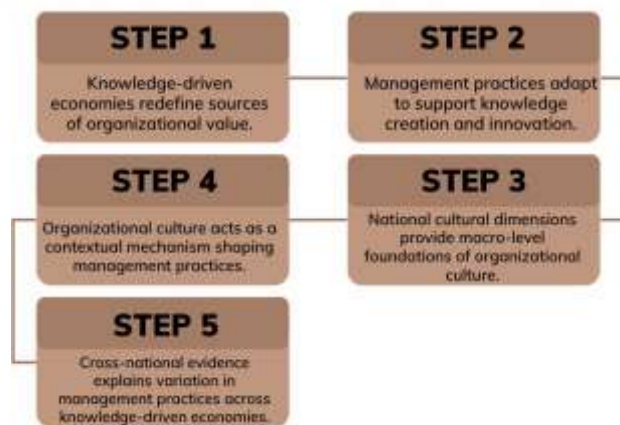 STEP 1
Knowledge-driven
economies redefine sources
of organizational value.
STEP 2
Management practices adapt
to support knowledge
creation and innovation.
STEP 3
National cultural dimensions
provide macro-level
foundations of organizational
culture.
STEP 4
Organizational culture acts as a
contextual mechanism shaping
management practices.
STEP 5
Cross-national evidence
explains variation in
management practices across
knowledge-driven economies.